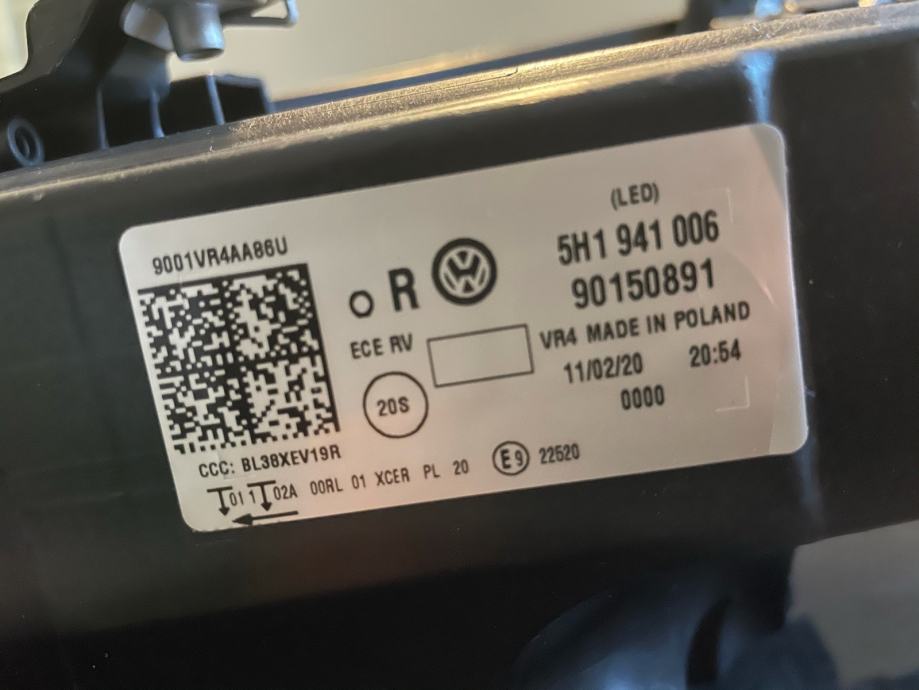 9001VR4AA86U
(LED)
5H1 941 006
90150891
O R
ECE RV
VR4 MADE IN POLAND
11/02/20 20:54
0000
20S
CCC: BL38XEV19R
01 1 02A 00RL 01 XCER PL 20 E9 22520